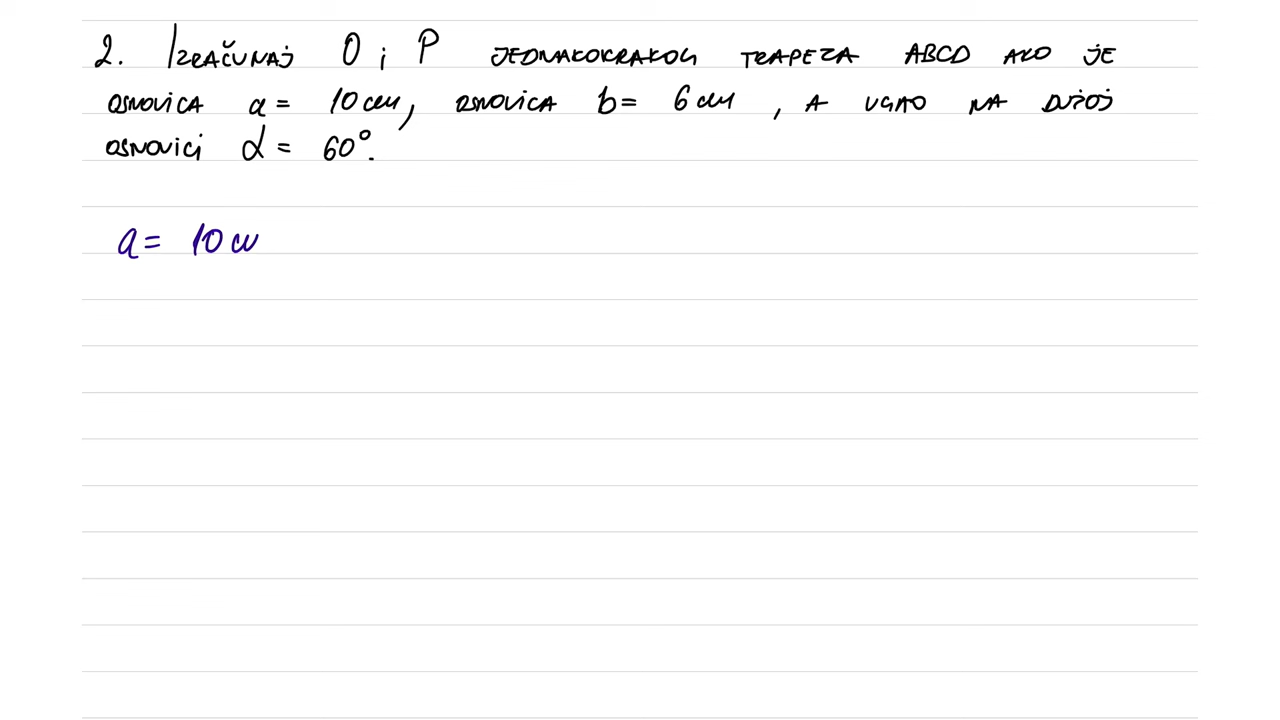 2. IZRAČUNAJ O i P JEDNAKOKRAKOG TRAPEZA ABCD AKO JE
OSNOVICA a = 10 cm, OSNOVICA b = 6 cm, A UGAO NA DUŽOJ
OSNOVICI α = 60°.
a = 10 cm